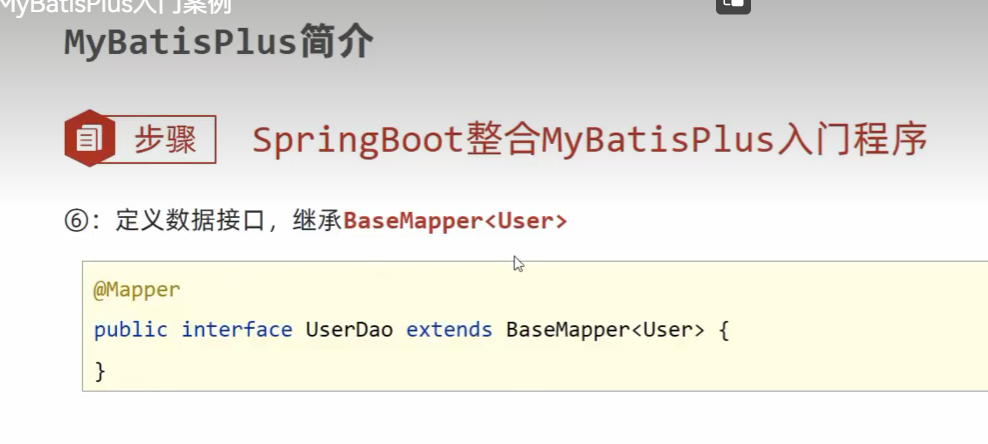 MyBatisPlus入门案例
MyBatisPlus简介
步骤
SpringBoot整合MyBatisPlus入门程序
⑥：定义数据接口，继承BaseMapper<User>
@Mapper
public interface UserDao extends BaseMapper<User> {
}